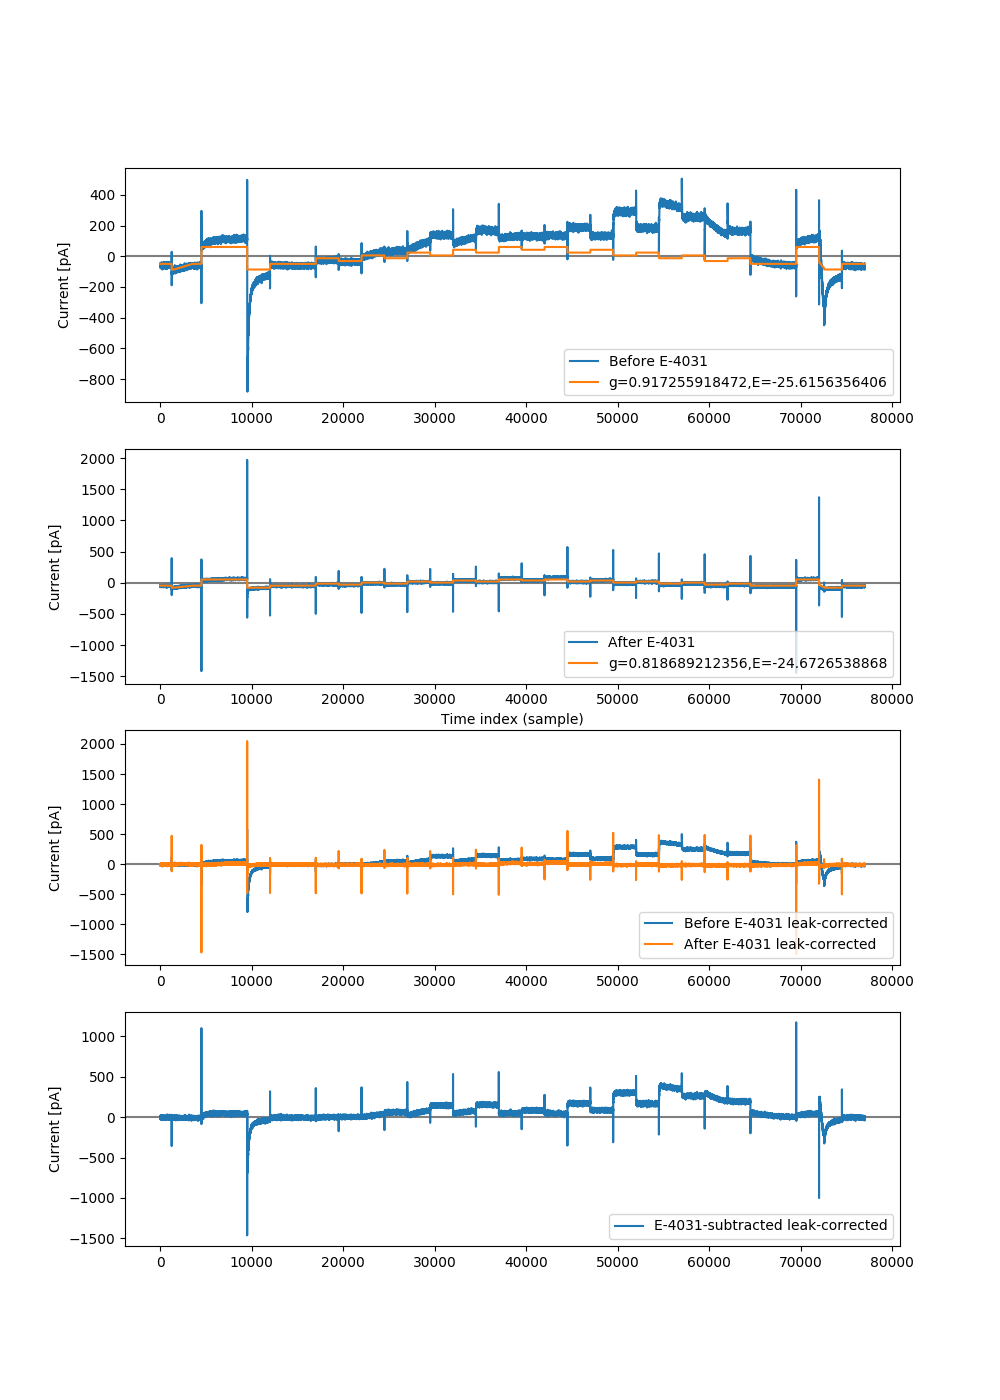 400
200
0
−200
−400
−600
−800
Current [pA]
Before E-4031
g=0.917255918472,E=-25.6156356406
0 10000 20000 30000 40000 50000 60000 70000 80000
2000
1500
1000
500
0
−500
−1000
−1500
Current [pA]
After E-4031
g=0.818689212356,E=-24.6726538868
0 10000 20000 30000 40000 50000 60000 70000 80000
Time index (sample)
2000
1500
1000
500
0
−500
−1000
−1500
Current [pA]
Before E-4031 leak-corrected
After E-4031 leak-corrected
0 10000 20000 30000 40000 50000 60000 70000 80000
1000
500
0
−500
−1000
−1500
Current [pA]
E-4031-subtracted leak-corrected
0 10000 20000 30000 40000 50000 60000 70000 80000